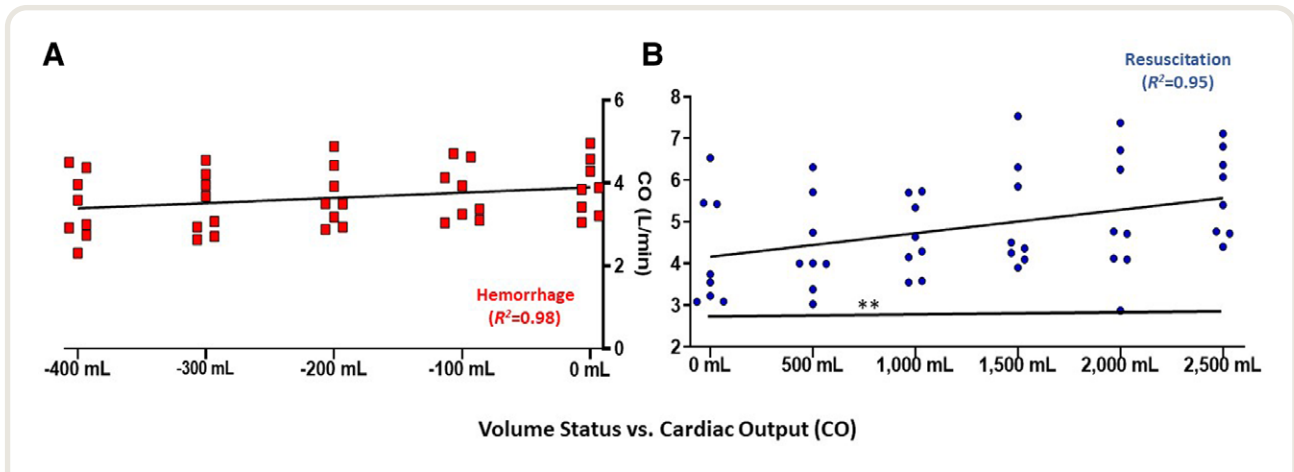 A
B
Resuscitation
(R²=0.95)
6
4
2
0
CO (L/min)
Hemorrhage
(R²=0.98)
-400 mL
-300 mL
-200 mL
-100 mL
0 mL
8
7
6
5
4
3
2
**
0 mL
500 mL
1,000 mL
1,500 mL
2,000 mL
2,500 mL
Volume Status vs. Cardiac Output (CO)